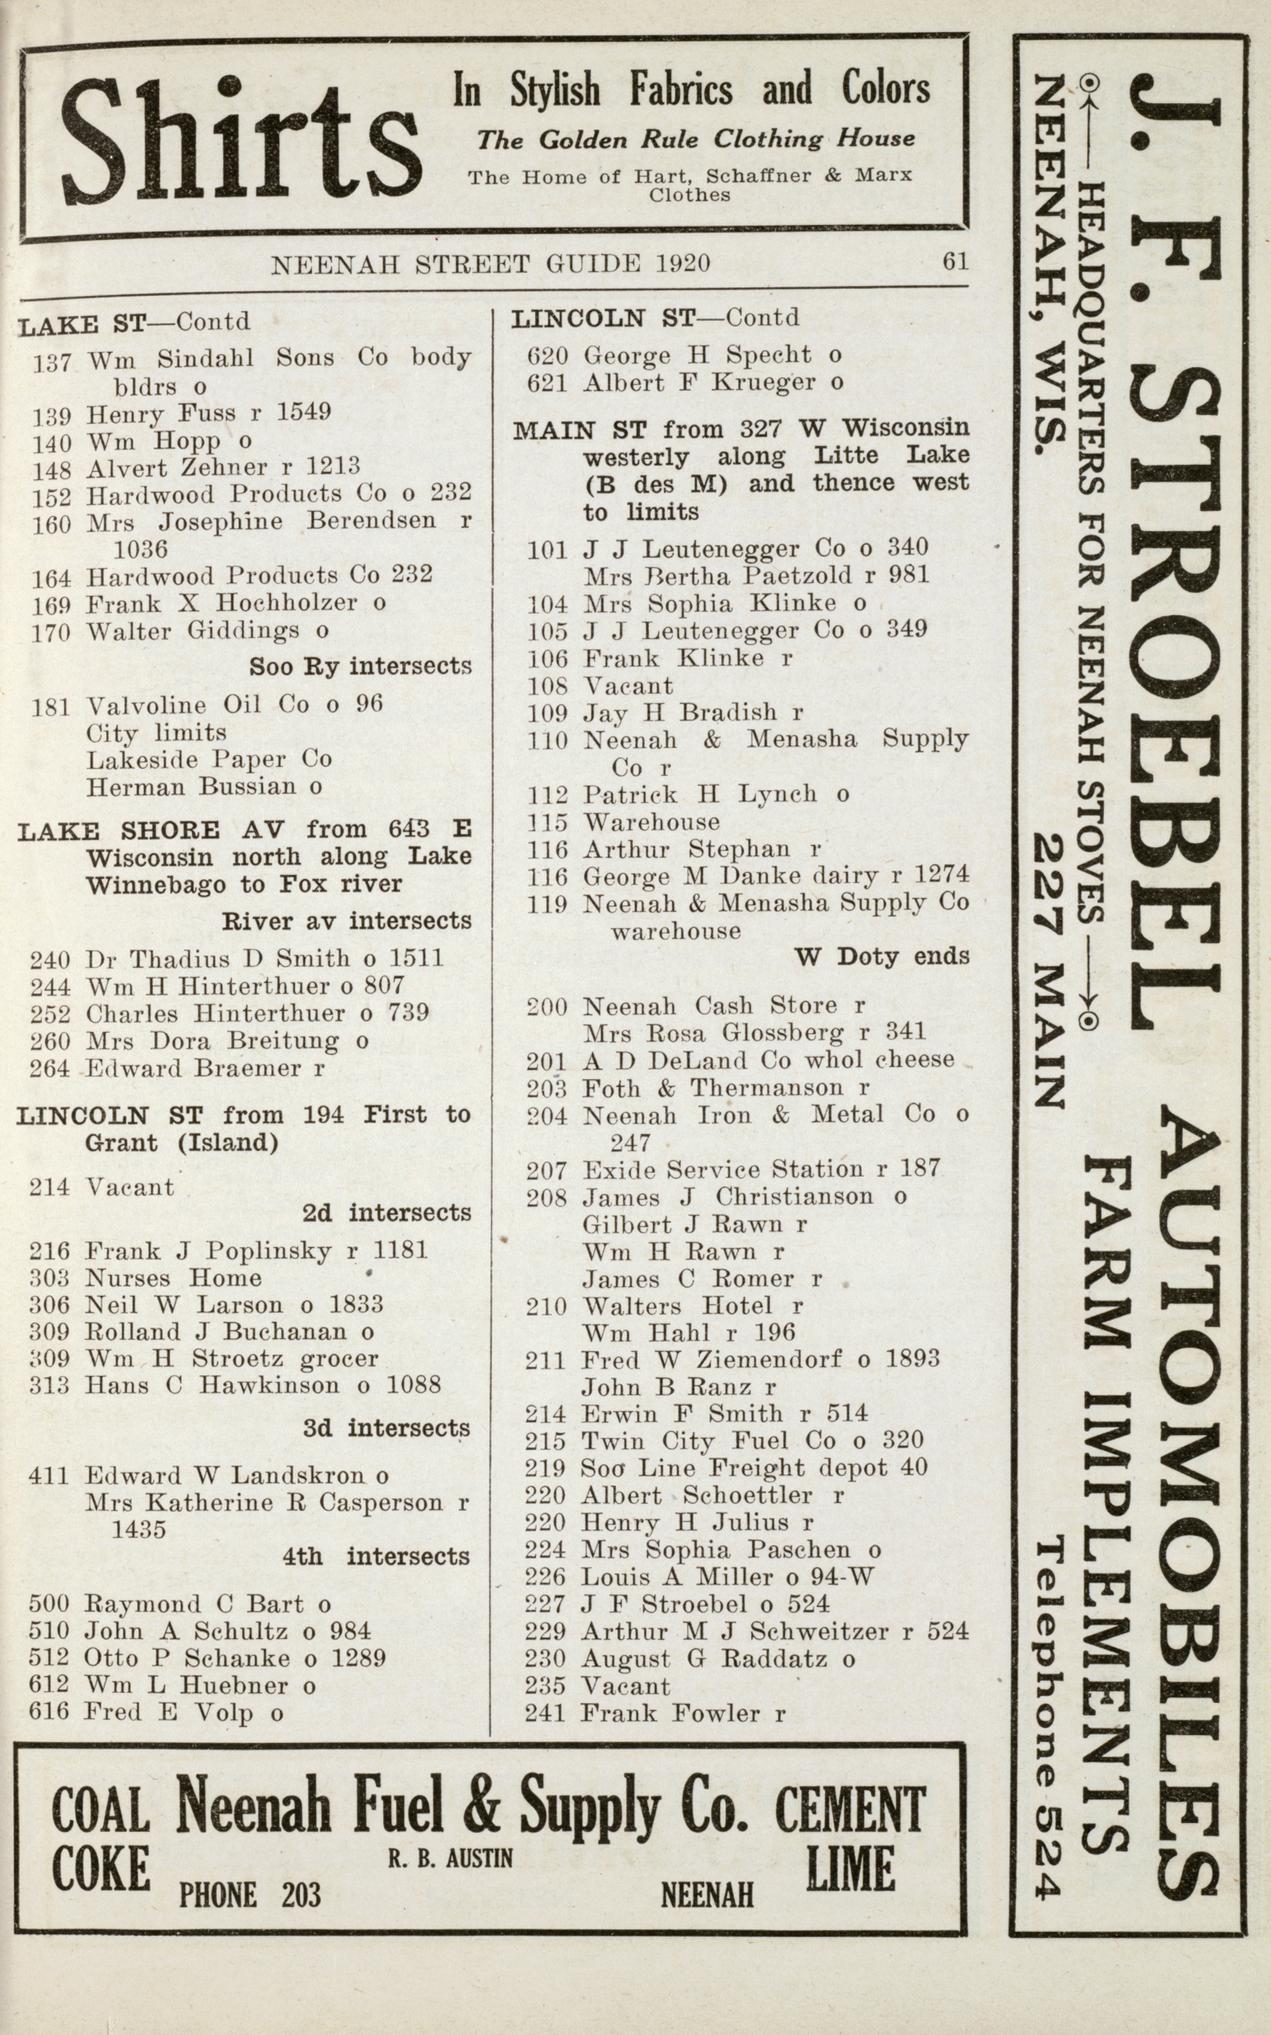 Shirts
In Stylish Fabrics and Colors
The Golden Rule Clothing House
The Home of Hart, Schaffner & Marx
Clothes
NEENAH STREET GUIDE 1920 61
LAKE ST—Contd
137 Wm Sindahl Sons Co body
bldrs o
139 Henry Fuss r 1549
140 Wm Hopp o
148 Alvert Zehner r 1213
152 Hardwood Products Co o 232
160 Mrs Josephine Berendsen r
1036
164 Hardwood Products Co 232
169 Frank X Hochholzer o
170 Walter Giddings o
Soo Ry intersects
181 Valvoline Oil Co o 96
City limits
Lakeside Paper Co
Herman Bussian o
LAKE SHORE AV from 643 E
Wisconsin north along Lake
Winnebago to Fox river
River av intersects
240 Dr Thadius D Smith o 1511
244 Wm H Hinterthuer o 807
252 Charles Hinterthuer o 739
260 Mrs Dora Breitung o
264 Edward Braemer r
LINCOLN ST from 194 First to
Grant (Island)
214 Vacant
2d intersects
216 Frank J Poplinsky r 1181
303 Nurses Home
306 Neil W Larson o 1833
309 Rolland J Buchanan o
309 Wm H Stroetz grocer
313 Hans C Hawkinson o 1088
3d intersects
411 Edward W Landskron o
Mrs Katherine R Casperson r
1435
4th intersects
500 Raymond C Bart o
510 John A Schultz o 984
512 Otto P Schanke o 1289
612 Wm L Huebner o
616 Fred E Volp o
LINCOLN ST—Contd
620 George H Specht o
621 Albert F Krueger o
MAIN ST from 327 W Wisconsin
westerly along Litte Lake
(B des M) and thence west
to limits
101 J J Leutenegger Co o 340
Mrs Bertha Paetzold r 981
104 Mrs Sophia Klinke o
105 J J Leutenegger Co o 349
106 Frank Klinke r
108 Vacant
109 Jay H Bradish r
110 Neenah & Menasha Supply
Co r
112 Patrick H Lynch o
115 Warehouse
116 Arthur Stephan r
116 George M Danke dairy r 1274
119 Neenah & Menasha Supply Co
warehouse
W Doty ends
200 Neenah Cash Store r
Mrs Rosa Glossberg r 341
201 A D DeLand Co whol cheese
203 Foth & Thermanson r
204 Neenah Iron & Metal Co o
247
207 Exide Service Station r 187
208 James J Christianson o
Gilbert J Rawn r
Wm H Rawn r
James C Romer r
210 Walters Hotel r
Wm Hahl r 196
211 Fred W Ziemendorf o 1893
John B Ranz r
214 Erwin F Smith r 514
215 Twin City Fuel Co o 320
219 Soo Line Freight depot 40
220 Albert Schoettler r
220 Henry H Julius r
224 Mrs Sophia Paschen o
226 Louis A Miller o 94-W
227 J F Stroebel o 524
229 Arthur M J Schweitzer r 524
230 August G Raddatz o
235 Vacant
241 Frank Fowler r
COAL Neenah Fuel & Supply Co. CEMENT
COKE R. B. AUSTIN LIME
PHONE 203 NEENAH
J. F. STROEBEL AUTOMOBILES
HEADQUARTERS FOR NEENAH STOVES FARM IMPLEMENTS
NEENAH, WIS. 227 MAIN Telephone 524